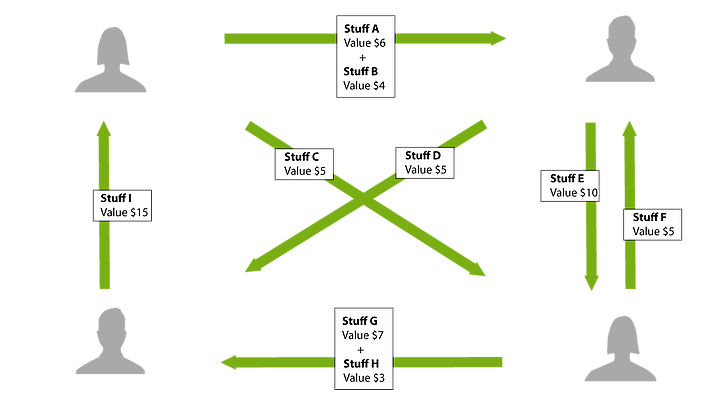 Stuff A
Value $6
+
Stuff B
Value $4
Stuff C
Value $5
Stuff D
Value $5
Stuff E
Value $10
Stuff I
Value $15
Stuff F
Value $5
Stuff G
Value $7
+
Stuff H
Value $3